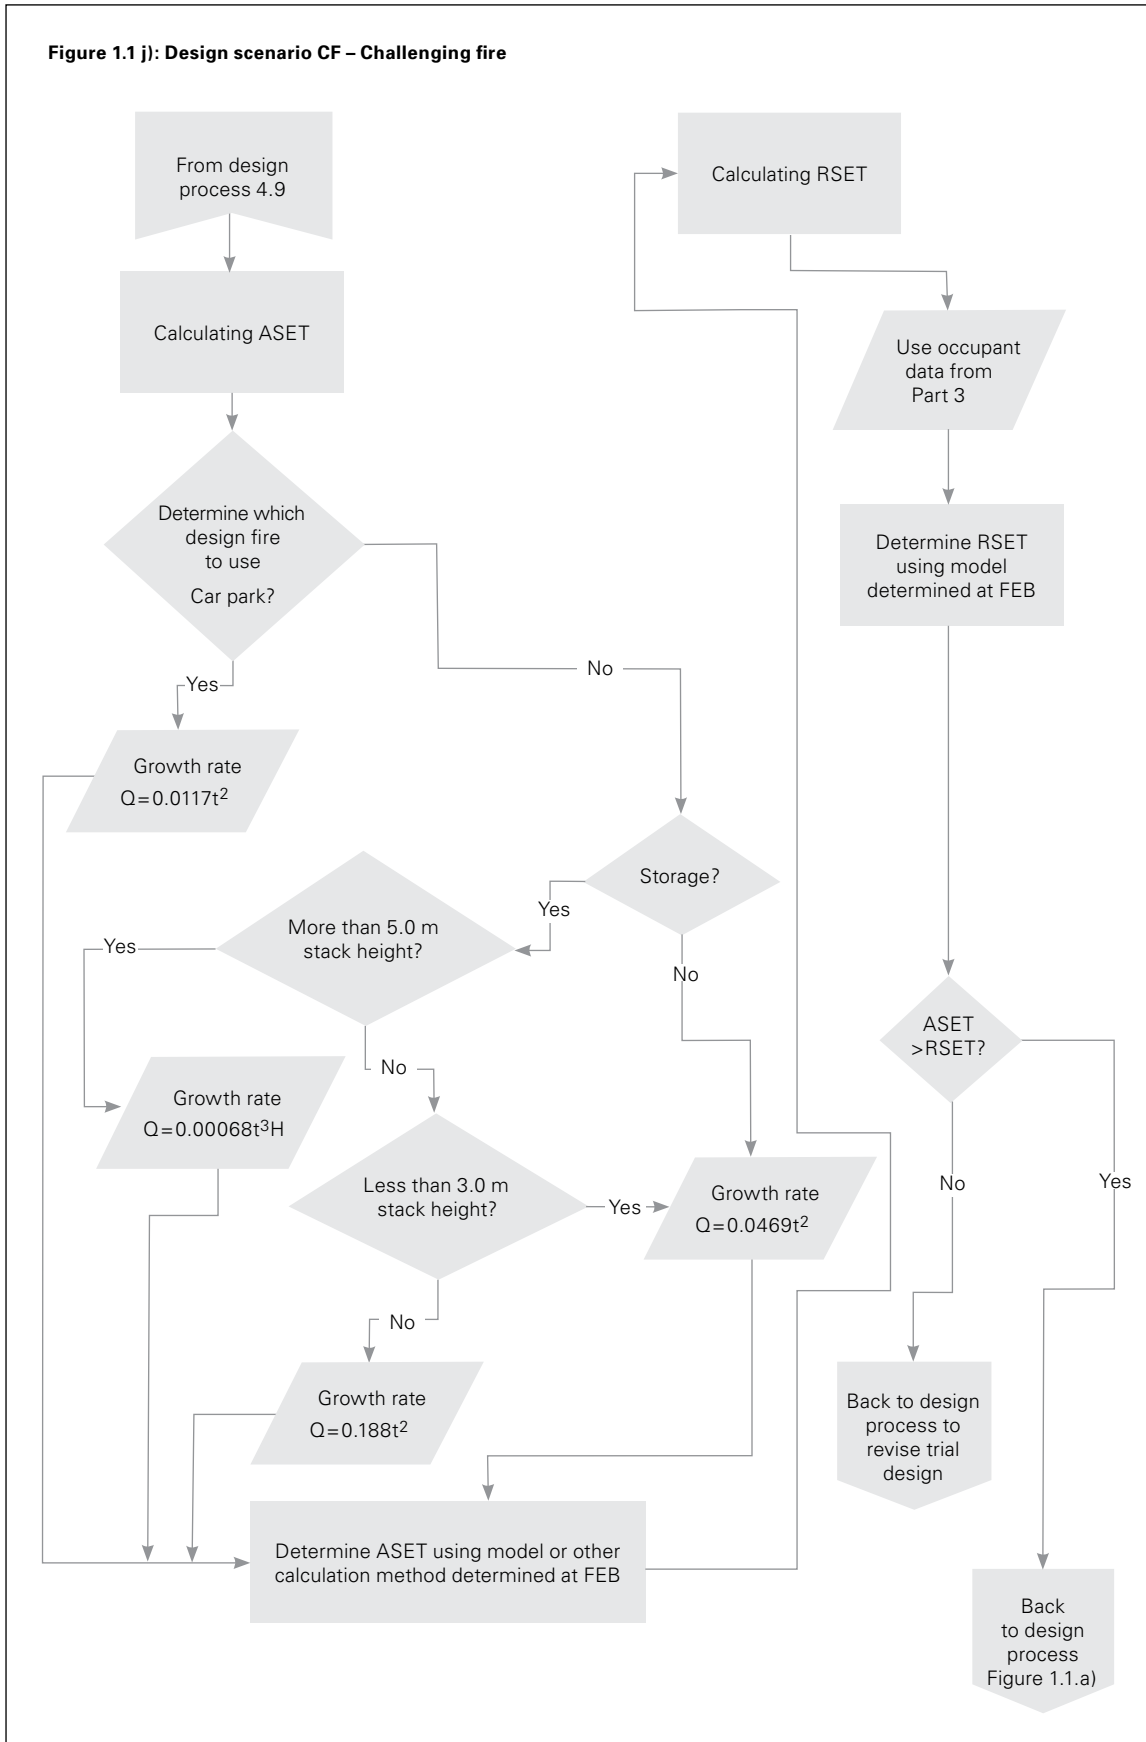 Figure 1.1 j): Design scenario CF – Challenging fire
From design
process 4.9
Calculating ASET
Determine which
design fire
to use
Car park?
Yes
No
Growth rate
Q=0.0117t²
Storage?
Yes
No
More than 5.0 m
stack height?
Yes
No
Growth rate
Q=0.00068t³H
Less than 3.0 m
stack height?
Yes
No
Growth rate
Q=0.0469t²
Growth rate
Q=0.188t²
Determine ASET using model or other
calculation method determined at FEB
Calculating RSET
Use occupant
data from
Part 3
Determine RSET
using model
determined at FEB
ASET
>RSET?
No
Yes
Back to design
process to
revise trial
design
Back
to design
process
Figure 1.1.a)